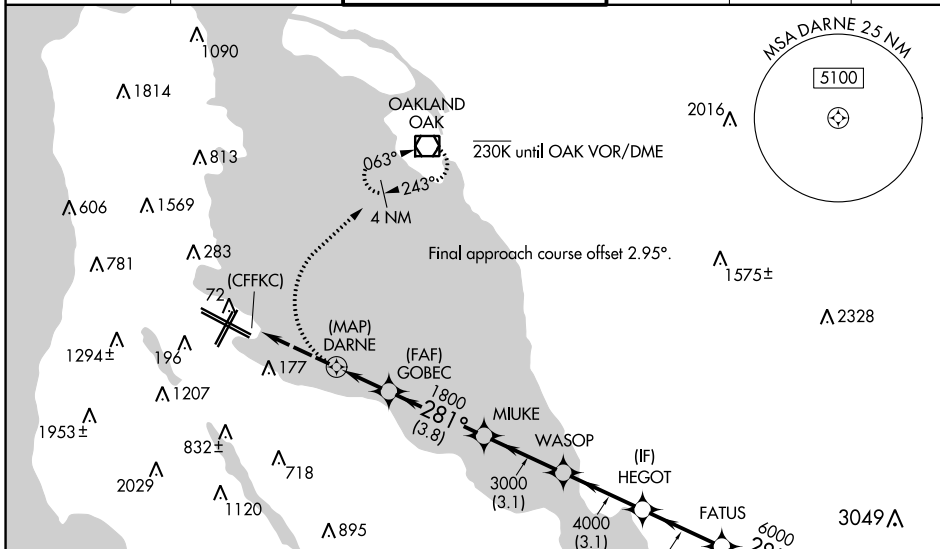 MSA DARNE 25 NM
5100
1090
1814
OAKLAND
OAK
2016
230K until OAK VOR/DME
813
063°
243°
4 NM
606
1569
Final approach course offset 2.95°.
283
781
1575±
(CFFKC)
72
2328
(MAP)
DARNE
1294±
196
177
(FAF)
GOBEC
1207
1800
281°
(3.8)
MIUKE
1953±
832±
WASOP
718
(IF)
HEGOT
2029
3000
(3.1)
1120
FATUS
895
4000
(3.1)
6000
3049